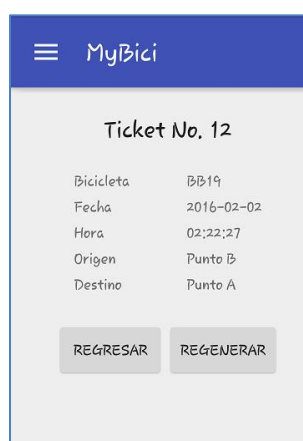 MyBici
Ticket No. 12
Bicicleta BB19
Fecha 2016-02-02
Hora 02:22:27
Origen Punto B
Destino Punto A
REGRESAR REGENERAR